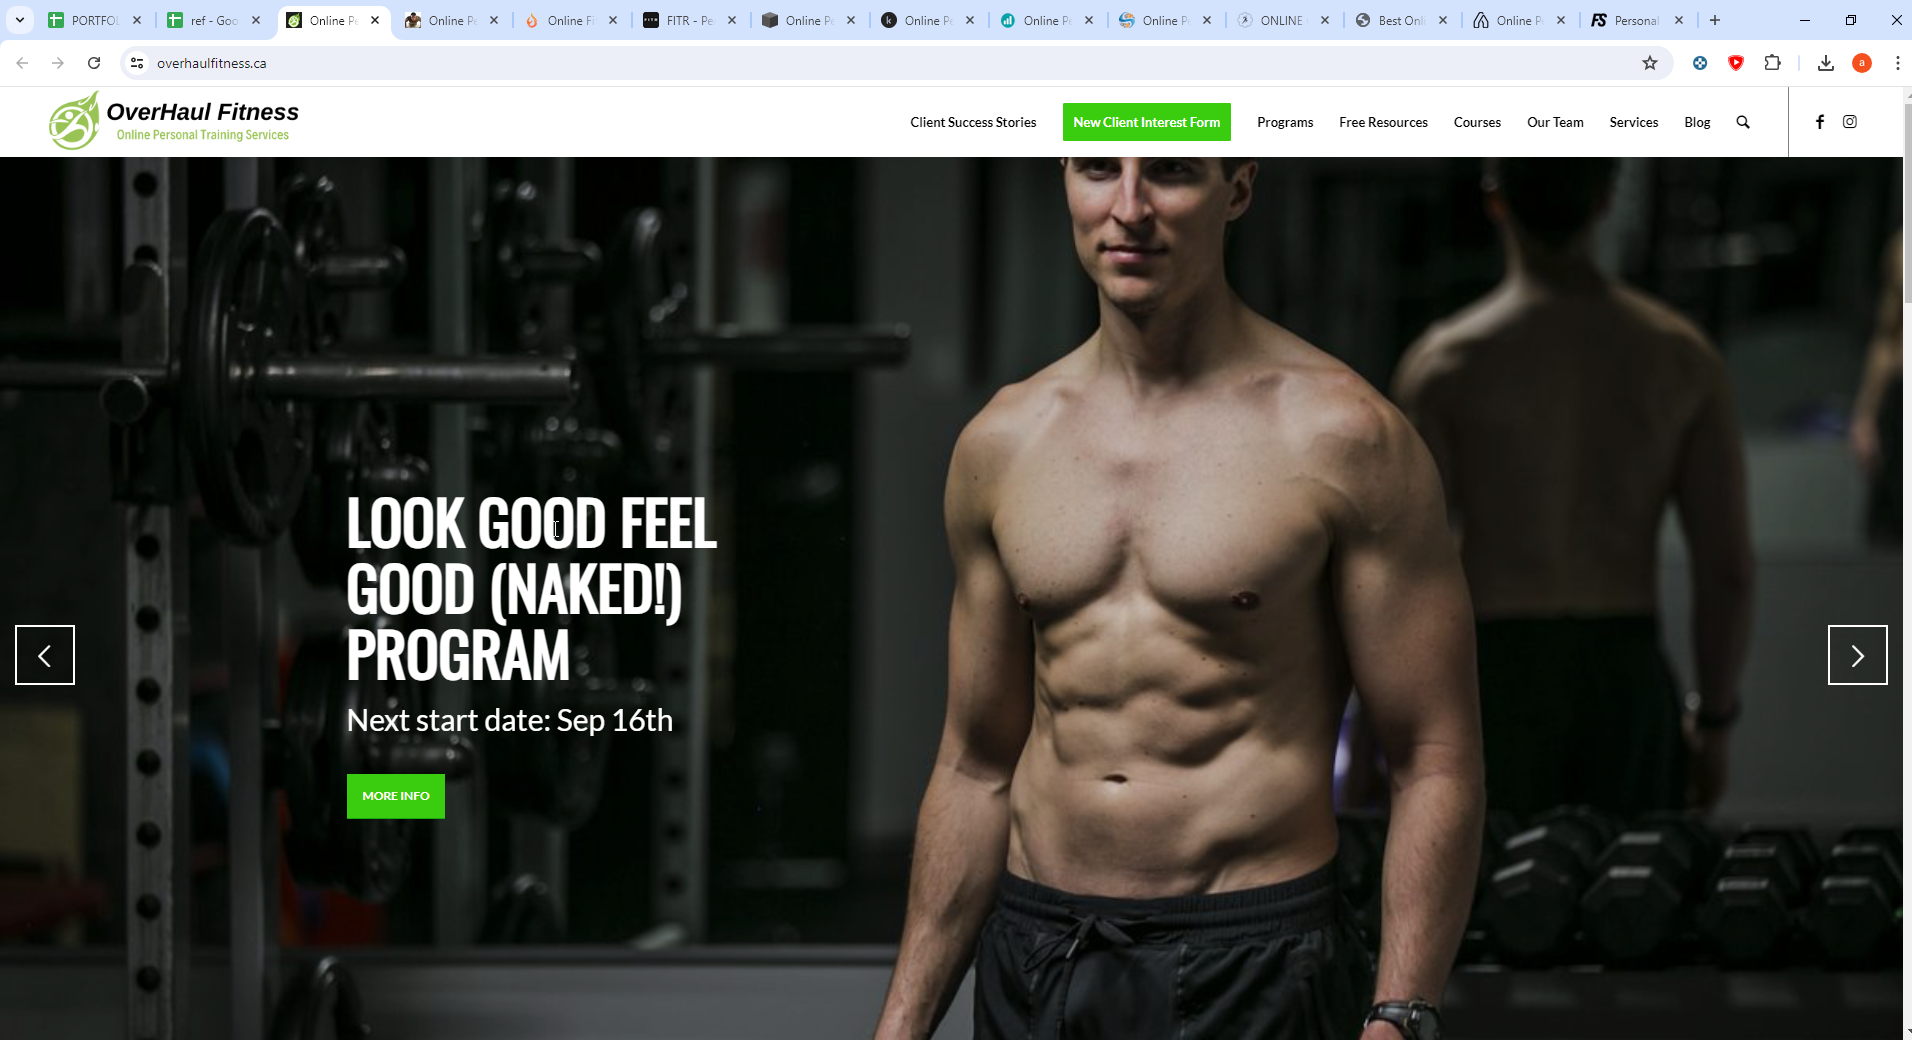 PORTFOL
ref - Goo
Online Pe
Online Pe
Online Fi
FITR - Pe
Online Pe
Online Pe
Online Pe
Online Pe
ONLINE
Best Onl
Online P
Personal
overhaulfitness.ca
a
OverHaul Fitness
Online Personal Training Services
Client Success Stories
New Client Interest Form
Programs
Free Resources
Courses
Our Team
Services
Blog
LOOK GOOD FEEL
GOOD (NAKED!)
PROGRAM
Next start date: Sep 16th
MORE INFO